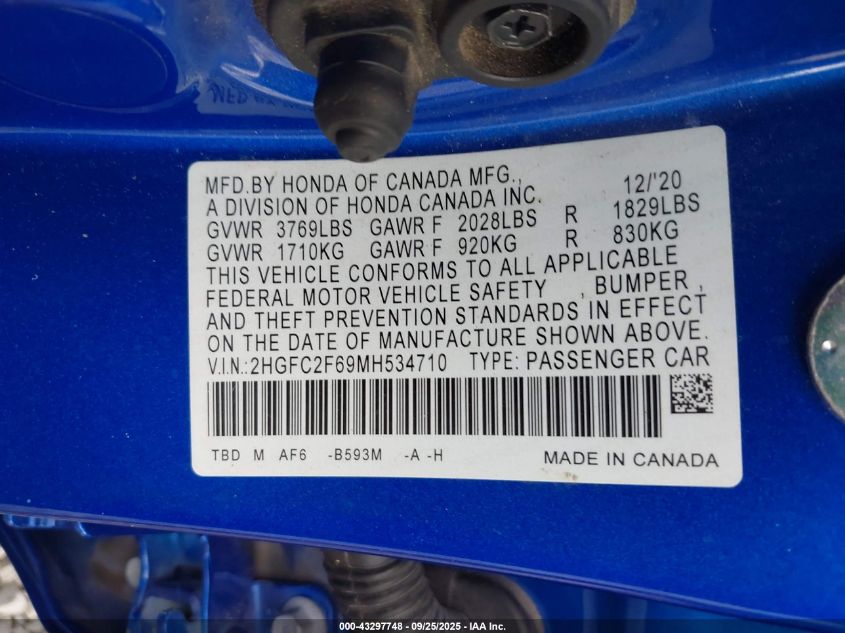 MFD.BY HONDA OF CANADA MFG., 12/'20
A DIVISION OF HONDA CANADA INC.
GVWR 3769LBS GAWR F 2028LBS R 1829LBS
GVWR 1710KG GAWR F 920KG R 830KG
THIS VEHICLE CONFORMS TO ALL APPLICABLE
FEDERAL MOTOR VEHICLE SAFETY , BUMPER ,
AND THEFT PREVENTION STANDARDS IN EFFECT
ON THE DATE OF MANUFACTURE SHOWN ABOVE.
V.I.N.:2HGFC2F69MH534710 TYPE: PASSENGER CAR
TBD M AF6 -B593M -A -H MADE IN CANADA
000-43297748 - 09/25/2025 - IAA Inc.